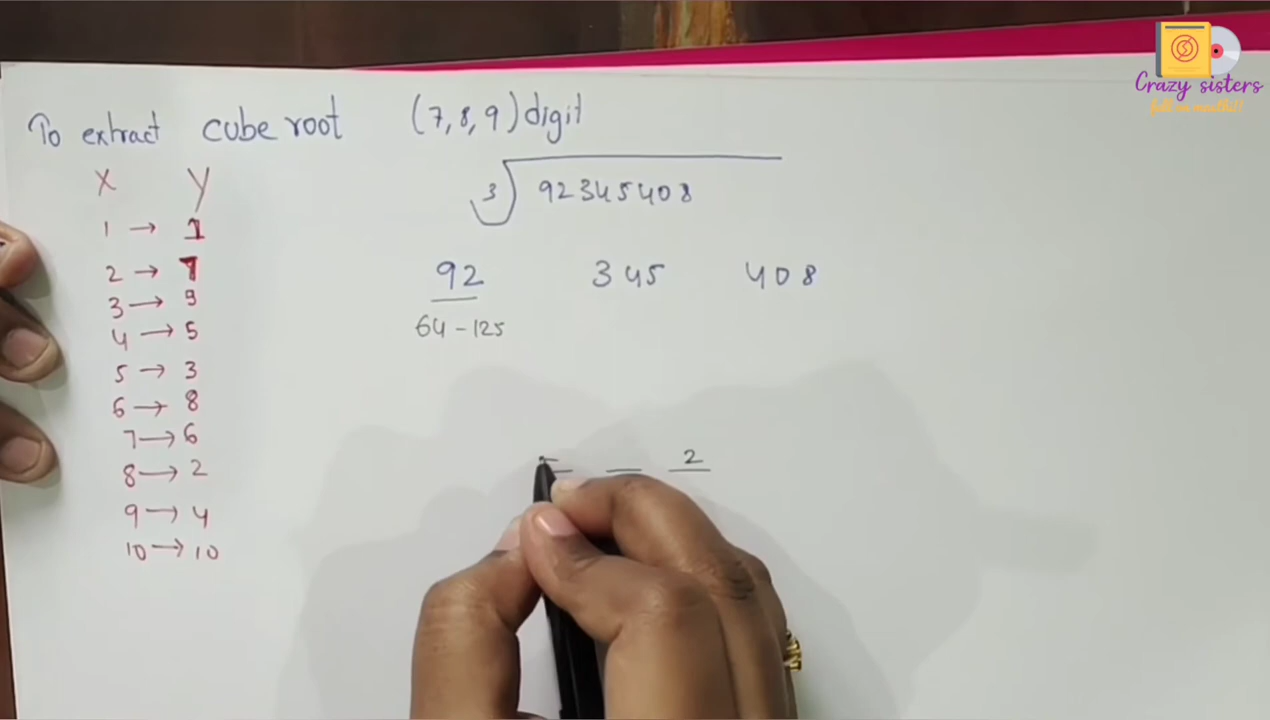 To extract cube root (7,8,9) digit
X Y
1 → 1
2 → 7
3 → 9
4 → 5
5 → 3
6 → 8
7 → 6
8 → 2
9 → 4
10 → 10
3 92345408
92 345 408
64 - 125
2
Crazy sisters